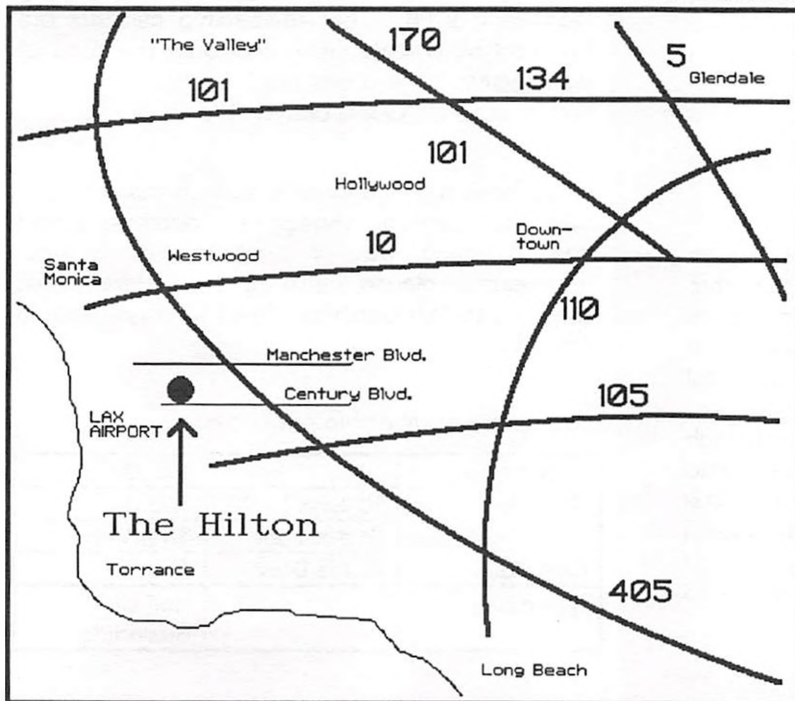 "The Valley"
170
5
Glendale
101
134
101
Hollywood
Down-
town
10
Westwood
Santa
Monica
110
Manchester Blvd.
Century Blvd.
105
LAX
AIRPORT
The Hilton
Torrance
405
Long Beach